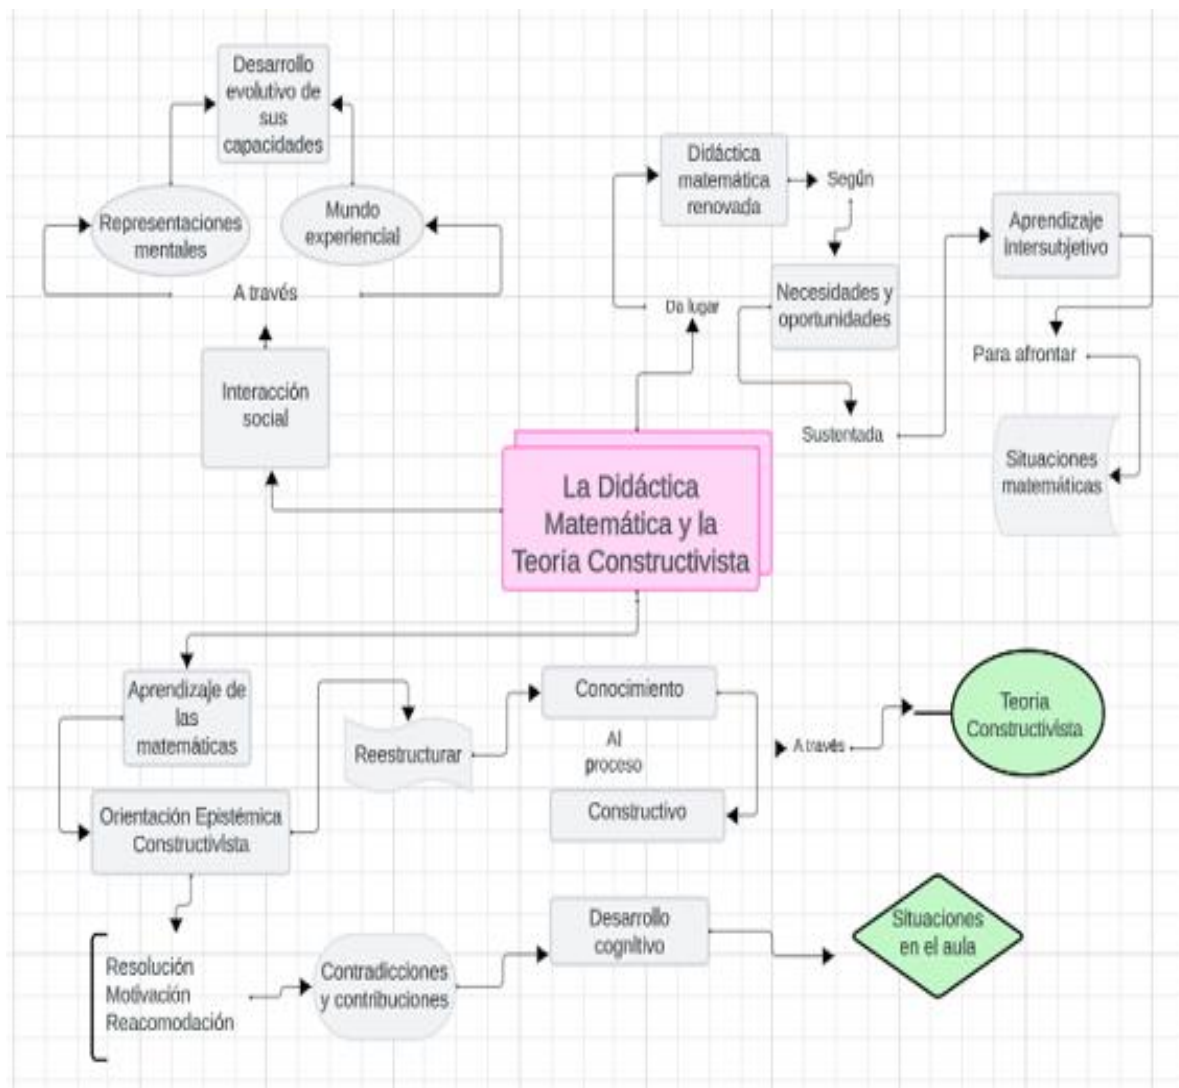 Desarrollo
evolutivo de
sus
capacidades
Representaciones
mentales
Mundo
experiencial
A través
Interacción
social
Didáctica
matemática
renovada
Según
Necesidades y
oportunidades
Da lugar
Sustentada
Aprendizaje
intersubjetivo
Para afrontar
Situaciones
matemáticas
La Didáctica
Matemática y la
Teoría Constructivista
Aprendizaje de
las
matemáticas
Orientación Epistémica
Constructivista
Reestructurar
Conocimiento
Al
proceso
Constructivo
A través
Teoría
Constructivista
Resolución
Motivación
Reacomodación
Contradicciones
y contribuciones
Desarrollo
cognitivo
Situaciones
en el aula